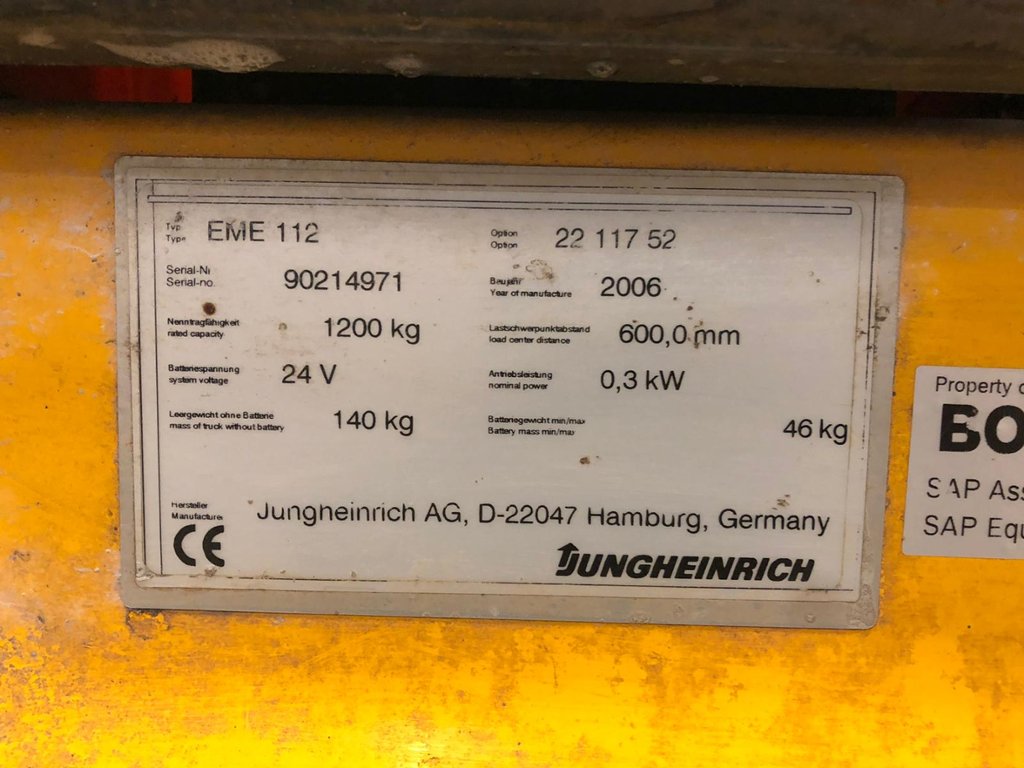 Typ EME 112 Option 22 117 52
Type Option
Serial-Nr 90214971 Baujahr 2006
Serial-no. Year of manufacture
Nenntragfähigkeit 1200 kg Lastschwerpunktabstand 600,0 mm
rated capacity load center distance
Batteriespannung 24 V Antriebsleistung 0,3 kW
system voltage nominal power
Leergewicht ohne Batterie 140 kg Batteriegewicht min/max 46 kg
mass of truck without battery Battery mass min/max
Hersteller Jungheinrich AG, D-22047 Hamburg, Germany
Manufacturer
CE JUNGHEINRICH
Property
BO
SAP Ass
SAP Equ